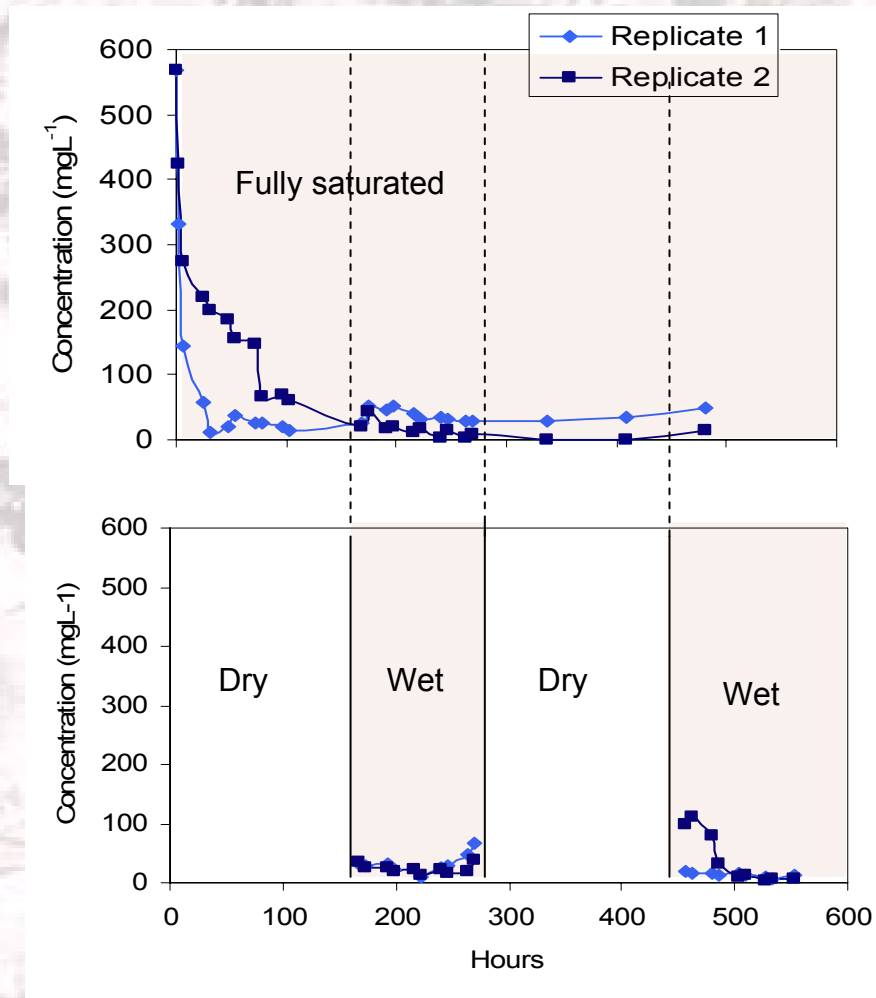 Replicate 1
Replicate 2
Concentration (mgL-1)
600
500
400
300
200
100
0
Fully saturated
Concentration (mgL-1)
600
500
400
300
200
100
0
Dry
Wet
Dry
Wet
0 100 200 300 400 500 600
Hours